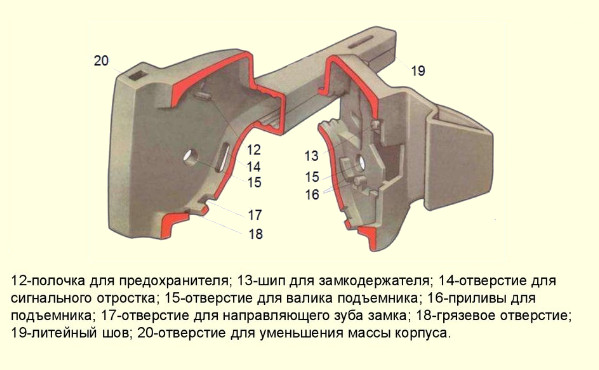 20
19
12
14
15
17
18
13
15
16
12-полочка для предохранителя; 13-шип для замкодержателя; 14-отверстие для
сигнального отростка; 15-отверстие для валика подъемника; 16-приливы для
подъемника; 17-отверстие для направляющего зуба замка; 18-грязевое отверстие;
19-литейный шов; 20-отверстие для уменьшения массы корпуса.